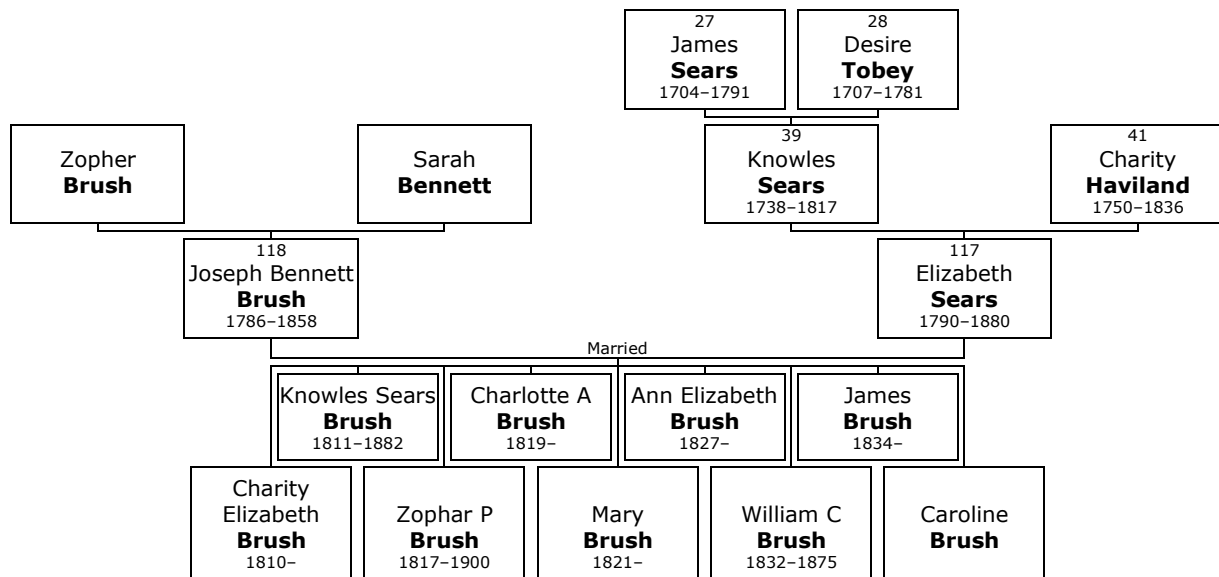 27
James
Sears
1704–1791
28
Desire
Tobey
1707–1781
Zopher
Brush
Sarah
Bennett
39
Knowles
Sears
1738–1817
41
Charity
Haviland
1750–1836
118
Joseph Bennett
Brush
1786–1858
117
Elizabeth
Sears
1790–1880
Married
Knowles Sears
Brush
1811–1882
Charlotte A
Brush
1819–
Ann Elizabeth
Brush
1827–
James
Brush
1834–
Charity
Elizabeth
Brush
1810–
Zophar P
Brush
1817–1900
Mary
Brush
1821–
William C
Brush
1832–1875
Caroline
Brush